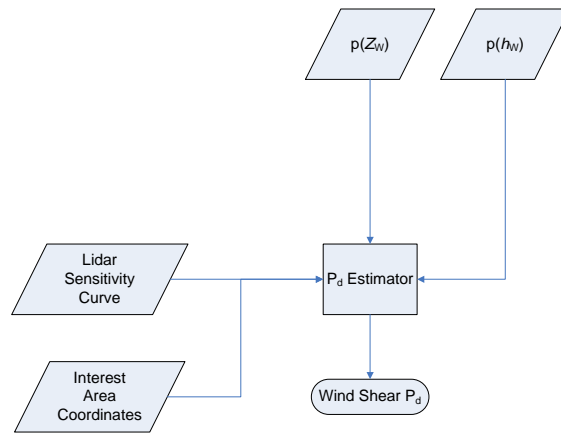 p(Z_W)
p(h_W)
Lidar
Sensitivity
Curve
P_d Estimator
Interest
Area
Coordinates
Wind Shear P_d